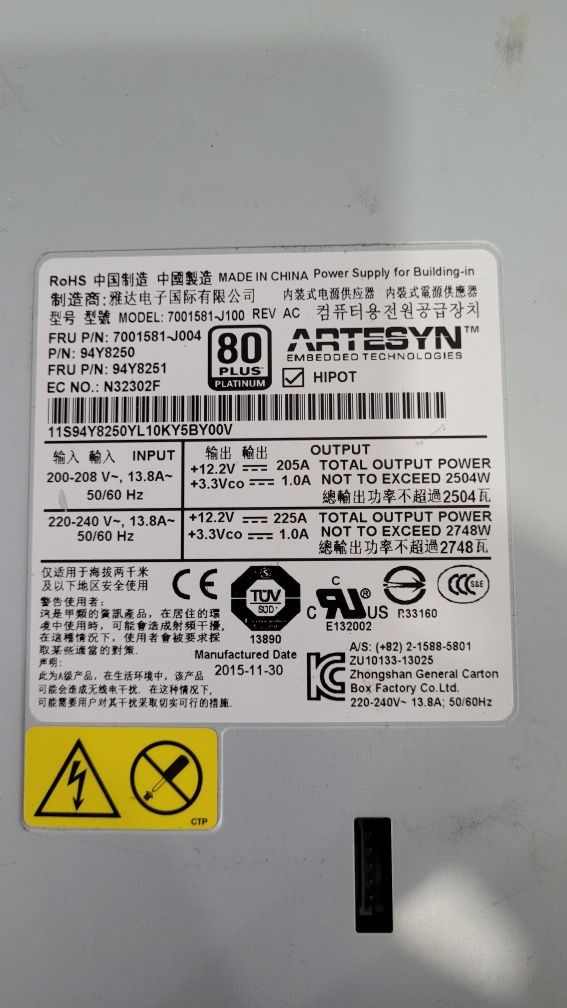 RoHS 中国制造 中國製造 MADE IN CHINA Power Supply for Building-in
制造商: 雅达电子国际有限公司 内装式电源供应器 內裝式電源供應器
型号 型號 MODEL: 7001581-J100 REV AC 컴퓨터용전원공급장치
FRU P/N: 7001581-J004
P/N: 94Y8250
FRU P/N: 94Y8251
EC NO.: N32302F
80
PLUS
PLATINUM
ARTESYN™
EMBEDDED TECHNOLOGIES
HIPOT
11S94Y8250YL10KY5BY00V
输入 輸入 INPUT
200-208 V~, 13.8A~
50/60 Hz
输出 輸出 OUTPUT
+12.2V 205A TOTAL OUTPUT POWER
+3.3Vco 1.0A NOT TO EXCEED 2504W
總輸出功率不超過2504瓦
220-240 V~, 13.8A~
50/60 Hz
+12.2V 225A TOTAL OUTPUT POWER
+3.3Vco 1.0A NOT TO EXCEED 2748W
總輸出功率不超過2748瓦
仅适用于海拔两千米
及以下地区安全使用
警告使用者:
這是甲類的資訊產品, 在居住的環
境中使用時, 可能會造成射頻干擾,
在這種情況下, 使用者會被要求採
取某些適當的對策.
声明:
此为A级产品, 在生活环境中, 该产品
可能会造成无线电干扰. 在这种情况下,
可能需要用户对其干扰采取切实可行的措施.
CE
TÜV
SÜD
13890
C RU® US
E132002
R33160
CCC S&E
Manufactured Date
2015-11-30
KC
A/S: (+82) 2-1588-5801
ZU10133-13025
Zhongshan General Carton
Box Factory Co.Ltd.
220-240V~ 13.8A; 50/60Hz
CTP